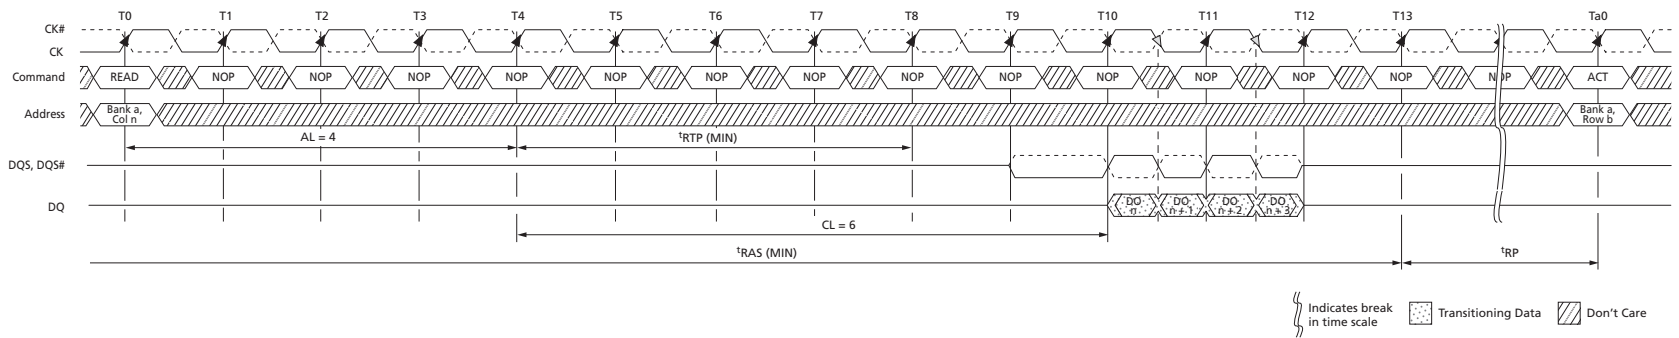 T0 T1 T2 T3 T4 T5 T6 T7 T8 T9 T10 T11 T12 T13 Ta0
CK#
CK
Command READ NOP NOP NOP NOP NOP NOP NOP NOP NOP NOP NOP NOP NOP NOP ACT
Address Bank a, Col n Bank a, Row b
AL = 4 tRTP (MIN)
DQS, DQS#
DQ DO n DO n + 1 DO n + 2 DO n + 3
CL = 6
tRAS (MIN) tRP
Indicates break
in time scale
Transitioning Data Don't Care